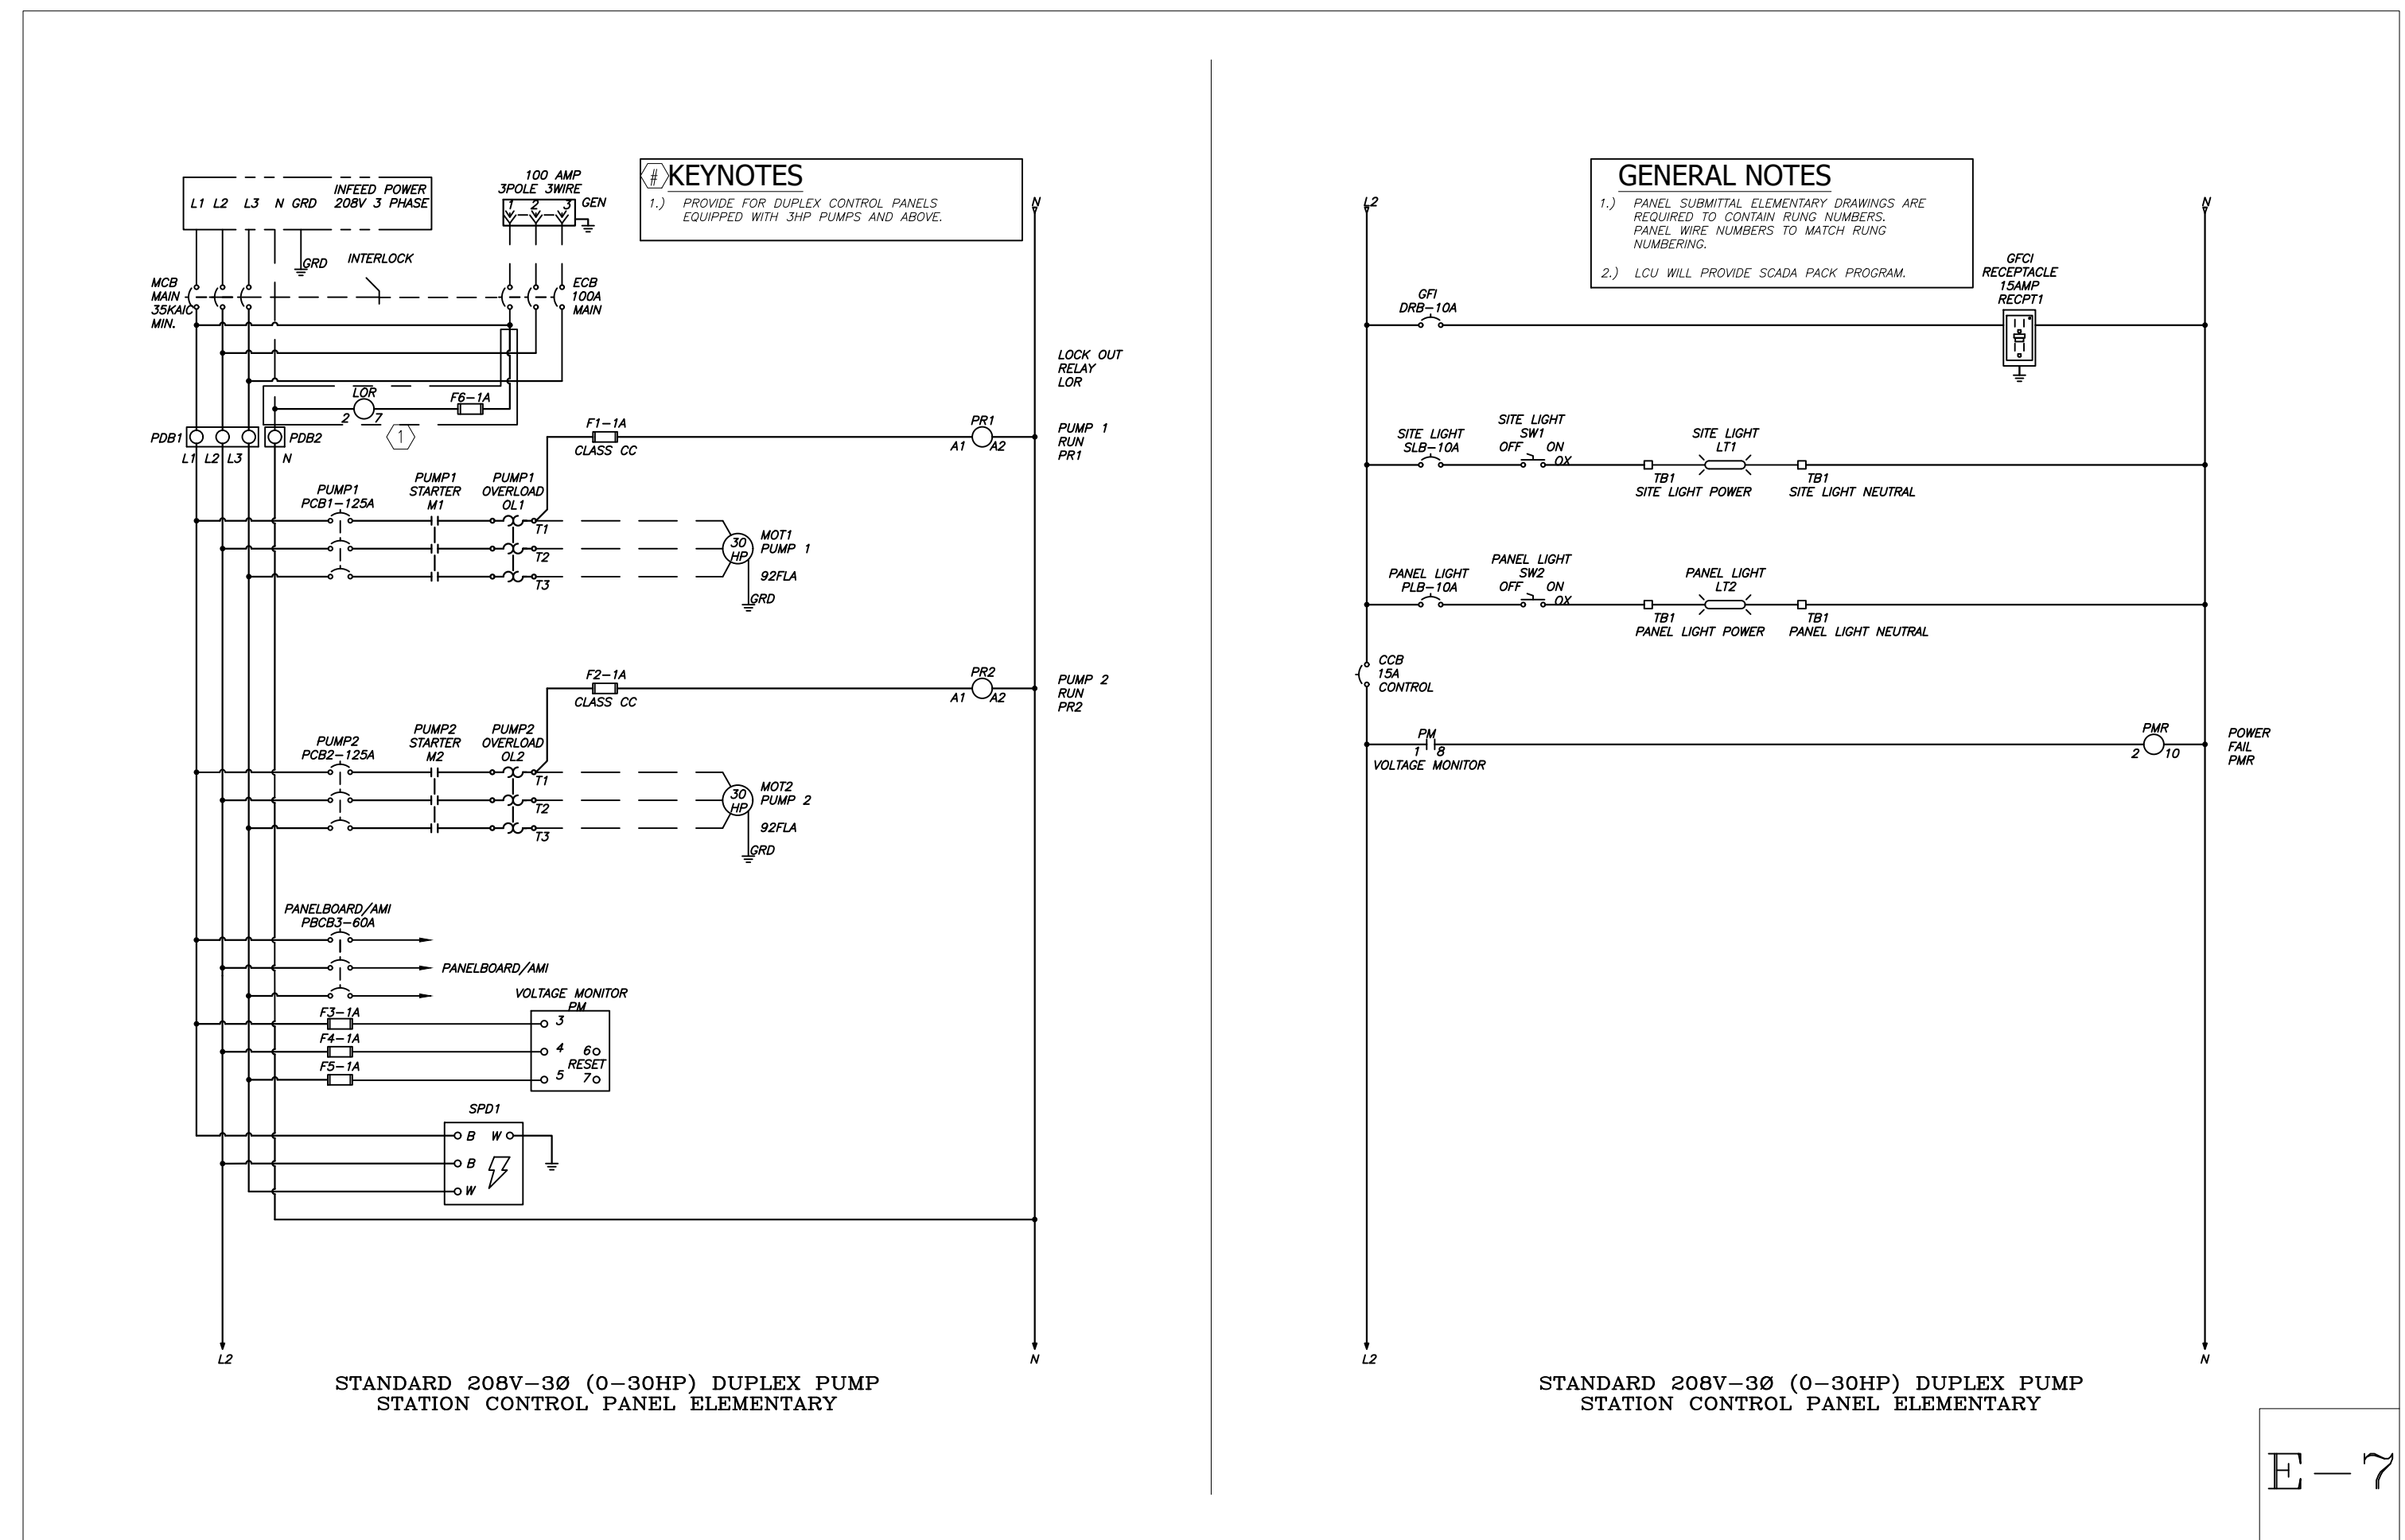 L1 L2 L3 N GRD
INFEED POWER
208V 3 PHASE
100 AMP
3POLE 3WIRE
1 2 3 GEN
GRD
INTERLOCK
MCB
MAIN
35KAIC
MIN.
ECB
100A
MAIN
# KEYNOTES
1.) PROVIDE FOR DUPLEX CONTROL PANELS
EQUIPPED WITH 3HP PUMPS AND ABOVE.
N
LOCK OUT
RELAY
LOR
LOR
2 7
F6-1A
1
PDB1
PDB2
L1 L2 L3 N
F1-1A
CLASS CC
PR1
A1 A2
PUMP 1
RUN
PR1
PUMP1
PCB1-125A
PUMP1
STARTER
M1
PUMP1
OVERLOAD
OL1
T1
T2
T3
30
HP
MOT1
PUMP 1
92FLA
GRD
F2-1A
CLASS CC
PR2
A1 A2
PUMP 2
RUN
PR2
PUMP2
PCB2-125A
PUMP2
STARTER
M2
PUMP2
OVERLOAD
OL2
T1
T2
T3
30
HP
MOT2
PUMP 2
92FLA
GRD
PANELBOARD/AMI
PBCB3-60A
PANELBOARD/AMI
VOLTAGE MONITOR
PM
F3-1A
F4-1A
F5-1A
3
4 6
RESET
5 7
SPD1
B W
B
W
L2
N
STANDARD 208V-3Ø (0-30HP) DUPLEX PUMP
STATION CONTROL PANEL ELEMENTARY
L2
GENERAL NOTES
1.) PANEL SUBMITTAL ELEMENTARY DRAWINGS ARE
REQUIRED TO CONTAIN RUNG NUMBERS.
PANEL WIRE NUMBERS TO MATCH RUNG
NUMBERING.
2.) LCU WILL PROVIDE SCADA PACK PROGRAM.
N
GFI
DRB-10A
GFCI
RECEPTACLE
15AMP
RECPT1
SITE LIGHT
SLB-10A
SITE LIGHT
SW1
OFF ON
OX
SITE LIGHT
LT1
TB1
SITE LIGHT POWER
TB1
SITE LIGHT NEUTRAL
PANEL LIGHT
PLB-10A
PANEL LIGHT
SW2
OFF ON
OX
PANEL LIGHT
LT2
TB1
PANEL LIGHT POWER
TB1
PANEL LIGHT NEUTRAL
CCB
15A
CONTROL
PM
1 8
VOLTAGE MONITOR
PMR
2 10
POWER
FAIL
PMR
L2
N
STANDARD 208V-3Ø (0-30HP) DUPLEX PUMP
STATION CONTROL PANEL ELEMENTARY
E-7